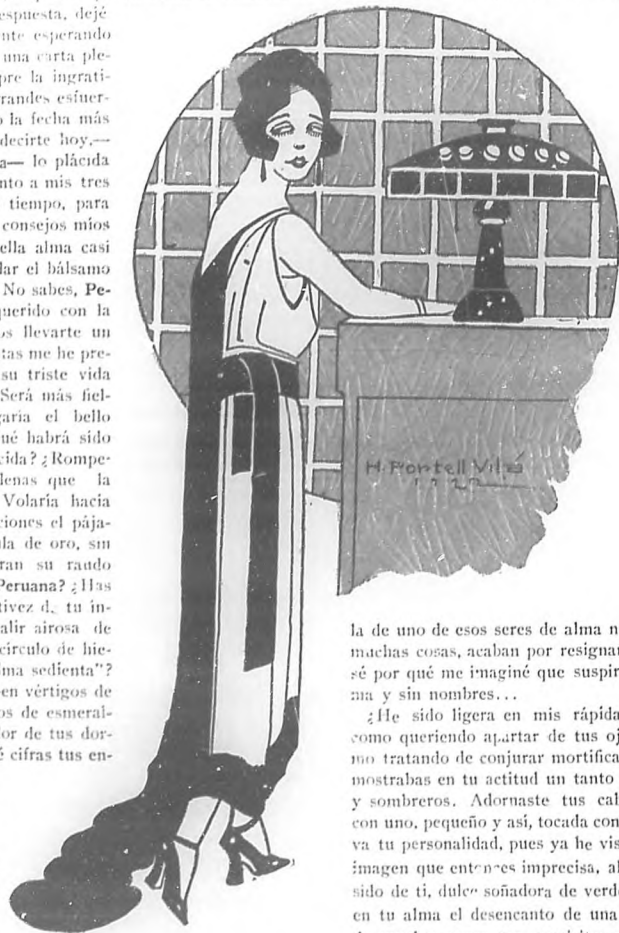 espuesta, dejé
nte esperando
una carta ple-
pre la ingrati-
randes esfuer-
o la fecha más
decirte hoy,—
a— lo plácida
nto a mis tres
tiempo, para
consejos míos
ella alma casi
dar el bálsamo
No sabes, Pe-
querido con la
os llevarte un
tas me he pre-
su triste vida
Será más fiel-
garía el bello
ué habrá sido
cida? ¿Rompe-
denas que la
Volaría hacia
ciones el pája-
ula de oro, sin
ran su raudo
Peruana? ¿Has
tivez d. tu ín-
alir airosa de
círculo de hie-
ma sedienta"?
en vértigos de
os de esmeral-
or de tus dor-
é cifras tus en-
H. Portell Vilá
la de uno de esos seres de alma n
muchas cosas, acaban por resignar
sé por qué me imaginé que suspir
ma y sin nombres...
¿He sido ligera en mis rápida
como queriendo apartar de tus oj
mo tratando de conjurar mortifica
mostrabas en tu actitud un tanto
y sombreros. Adornaste tus cab
con uno, pequeño y así, tocada con
va tu personalidad, pues ya he vis
imagen que entonces imprecisa, al
sido de ti, dulce soñadora de verd
en tu alma el desencanto de una